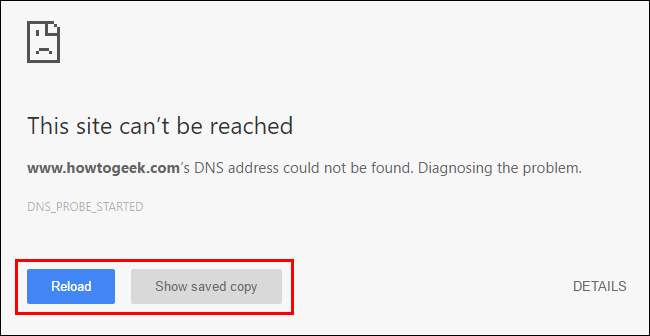 This site can’t be reached
www.howtogeek.com’s DNS address could not be found. Diagnosing the problem.
DNS_PROBE_STARTED
Reload Show saved copy DETAILS